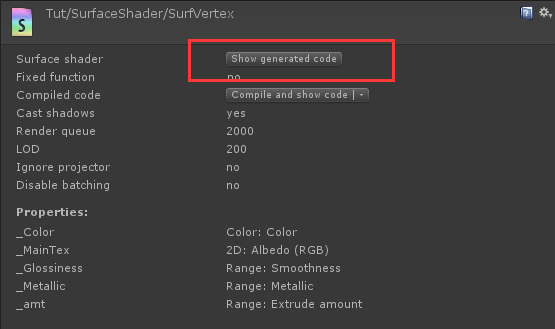 Tut/SurfaceShader/SurfVertex
S
Surface shader Show generated code
Fixed function no
Compiled code Compile and show code | -
Cast shadows yes
Render queue 2000
LOD 200
Ignore projector no
Disable batching no
Properties:
_Color Color: Color
_MainTex 2D: Albedo (RGB)
_Glossiness Range: Smoothness
_Metallic Range: Metallic
_amt Range: Extrude amount